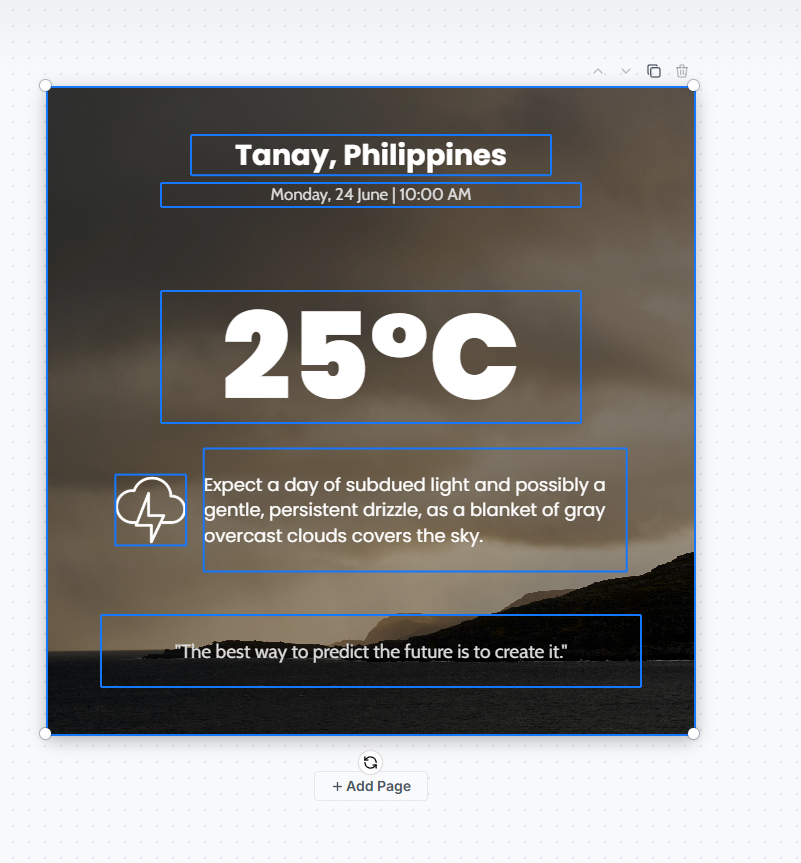 Tanay, Philippines
Monday, 24 June | 10:00 AM
25°C
Expect a day of subdued light and possibly a
gentle, persistent drizzle, as a blanket of gray
overcast clouds covers the sky.
"The best way to predict the future is to create it."
+ Add Page